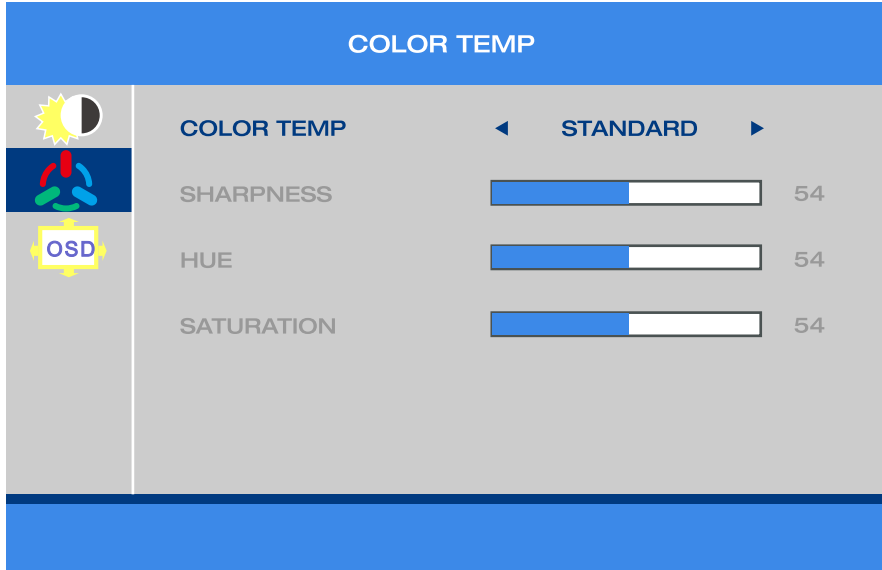 COLOR TEMP
COLOR TEMP STANDARD
SHARPNESS 54
OSD
HUE 54
SATURATION 54